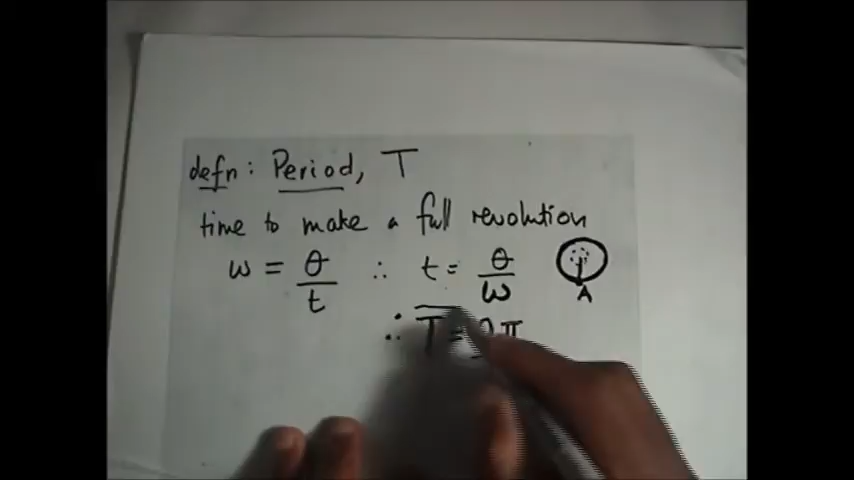 defn: Period, T
time to make a full revolution
ω = θ/t ∴ t = θ/ω
A
∴ T = 2π